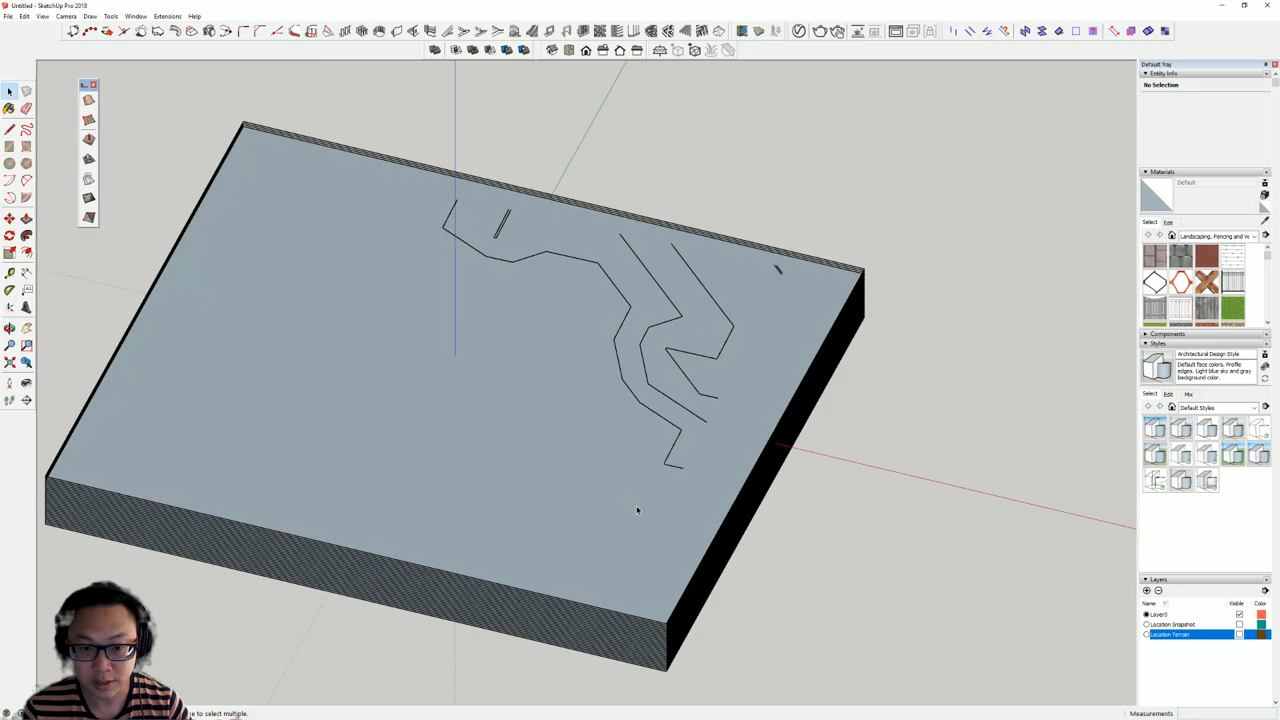 Untitled - SketchUp Pro 2018
File Edit View Camera Draw Tools Window Extensions Help
S...
Default Tray
Entity Info
No Selection
Materials
Default
Select Edit
Landscaping, Fencing and Ve
Components
Styles
Architectural Design Style
Default face colors. Profile
edges. Light blue sky and gray
background color.
Select Edit Mix
Default Styles
Layers
Name Visible Color
Layer0
Location Snapshot
Location Terrain
to select multiple.
Measurements